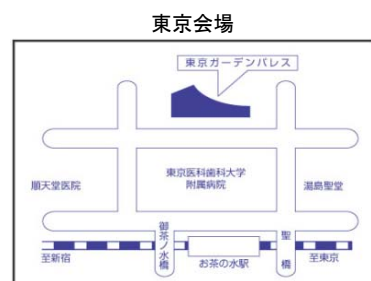 東京会場
東京ガーデンパレス
東京医科歯科大学
附属病院
順天堂医院
湯島聖堂
御茶ノ水橋
聖橋
至新宿
お茶の水駅
至東京